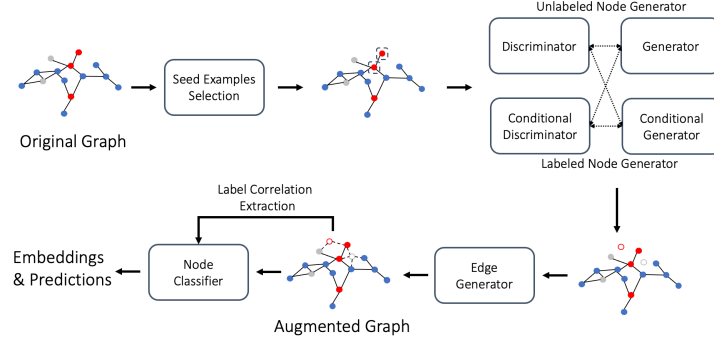 Unlabeled Node Generator
Discriminator
Generator
Seed Examples
Selection
Original Graph
Conditional
Discriminator
Conditional
Generator
Labeled Node Generator
Label Correlation
Extraction
Embeddings
& Predictions
Node
Classifier
Edge
Generator
Augmented Graph